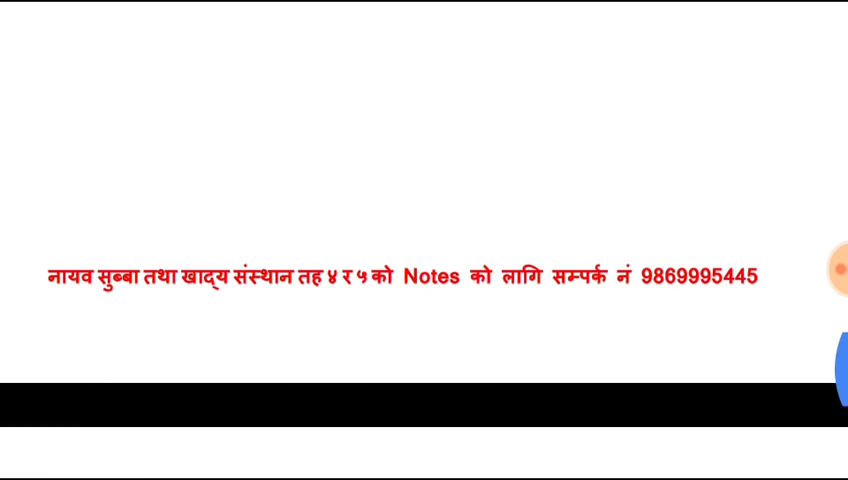 नायव सुब्बा तथा खाद्य संस्थान तह ४ र ५ को Notes को लागि सम्पर्क नं 9869995445